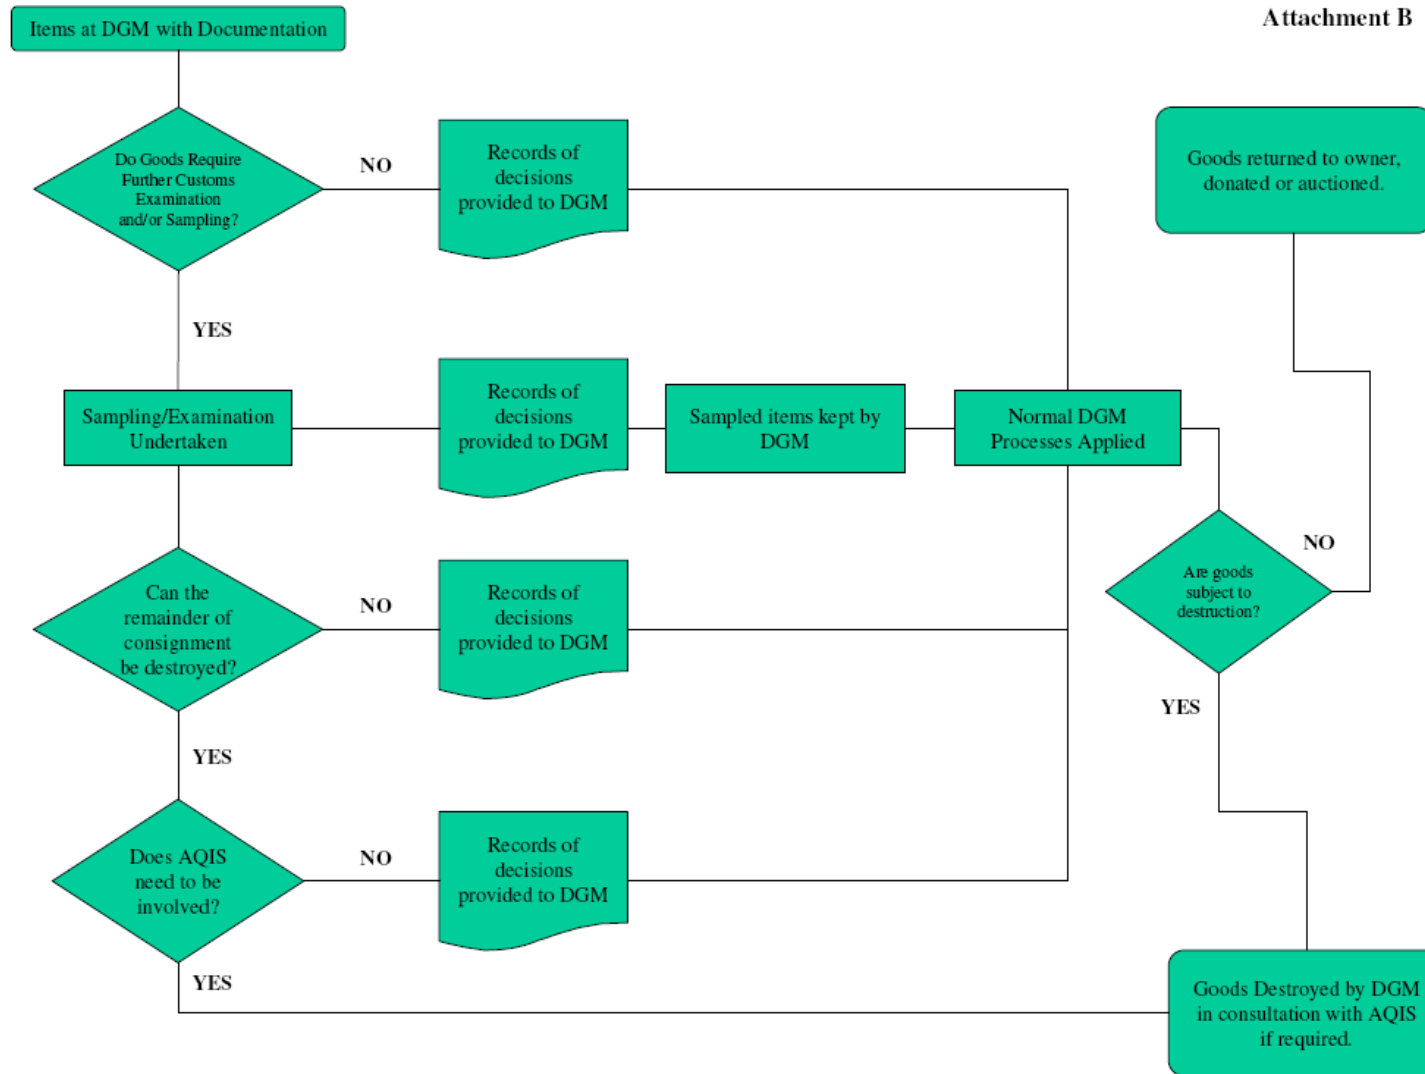 Attachment B
Items at DGM with Documentation
Do Goods Require
Further Customs
Examination
and/or Sampling?
NO
Records of
decisions
provided to DGM
Goods returned to owner,
donated or auctioned.
YES
Sampling/Examination
Undertaken
Records of
decisions
provided to DGM
Sampled items kept by
DGM
Normal DGM
Processes Applied
Can the
remainder of
consignment
be destroyed?
NO
Records of
decisions
provided to DGM
Are goods
subject to
destruction?
NO
YES
YES
Does AQIS
need to be
involved?
NO
Records of
decisions
provided to DGM
YES
Goods Destroyed by DGM
in consultation with AQIS
if required.